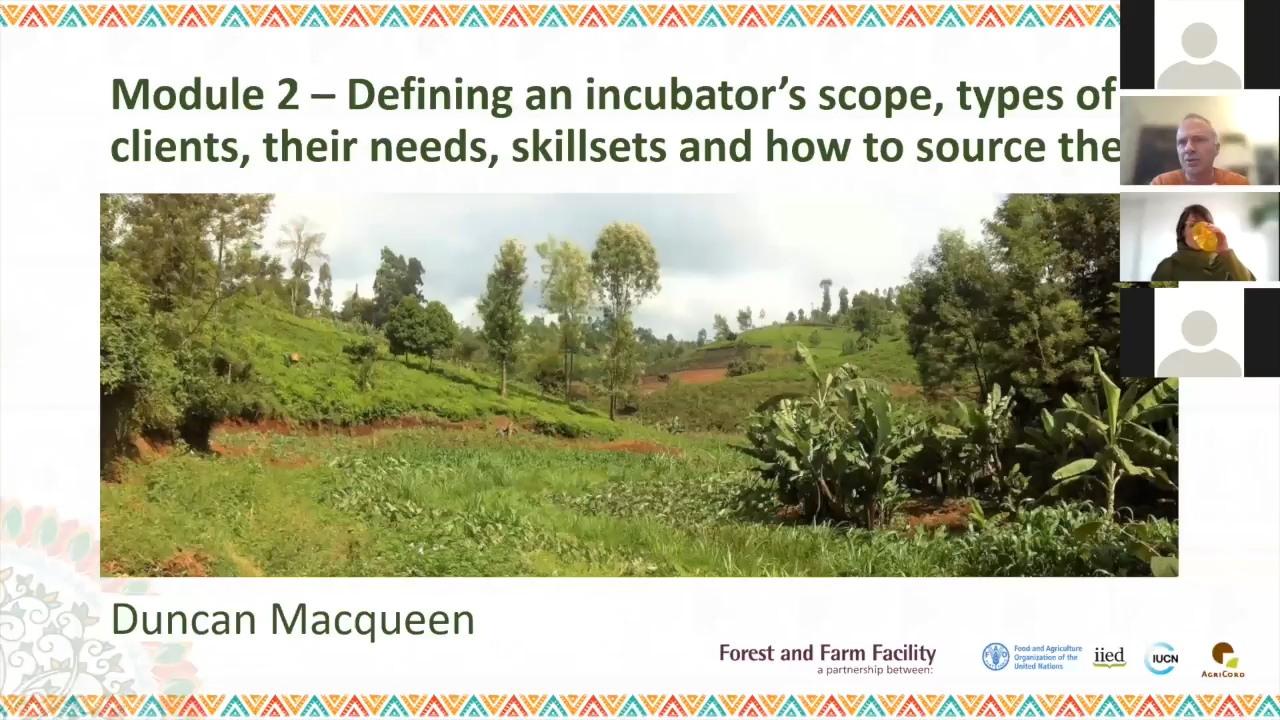 Module 2 – Defining an incubator’s scope, types of
clients, their needs, skillsets and how to source the
Duncan Macqueen
Forest and Farm Facility
a partnership between:
Food and Agriculture
Organization of the
United Nations
iied
IUCN
AGRICORD